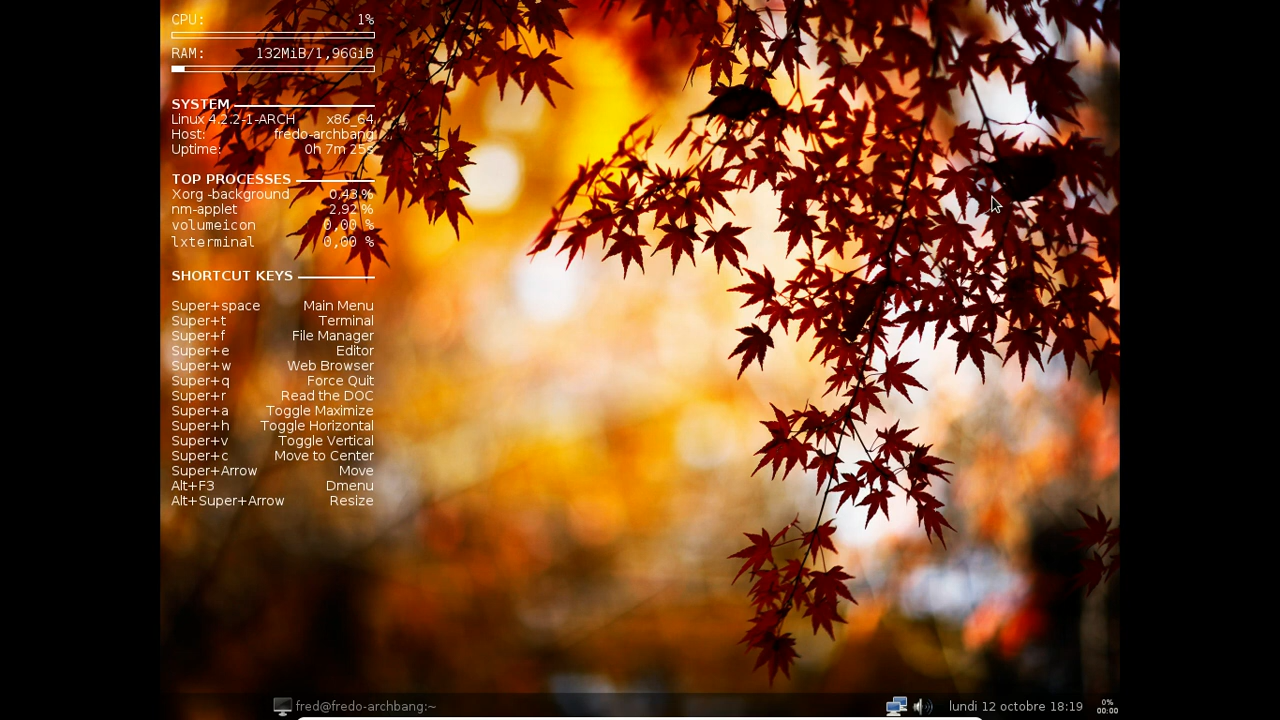 CPU: 1%
RAM: 132MiB/1,96GiB
SYSTEM
Linux 4.2.2-1-ARCH x86_64
Host: fredo-archbang
Uptime: 0h 7m 25s
TOP PROCESSES
Xorg -background 0,43 %
nm-applet 2,92 %
volumeicon 0,00 %
lxterminal 0,00 %
SHORTCUT KEYS
Super+space Main Menu
Super+t Terminal
Super+f File Manager
Super+e Editor
Super+w Web Browser
Super+q Force Quit
Super+r Read the DOC
Super+a Toggle Maximize
Super+h Toggle Horizontal
Super+v Toggle Vertical
Super+c Move to Center
Super+Arrow Move
Alt+F3 Dmenu
Alt+Super+Arrow Resize
fred@fredo-archbang:~ lundi 12 octobre 18:19 0%
00:00